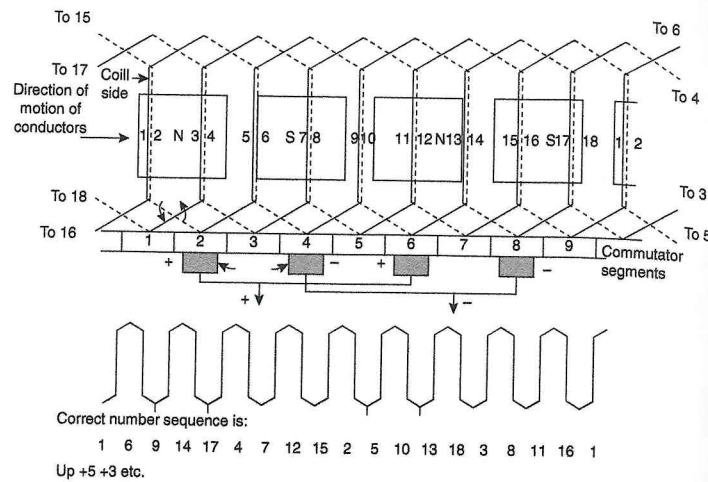 To 15
To 6
To 17
Coill side
To 4
Direction of motion of conductors
1 2 N 3 4 5 6 S 7 8 9 10 11 12 N 13 14 15 16 S 17 18 1 2
To 18
To 3
To 16
To 5
1 2 3 4 5 6 7 8 9
Commutator segments
+ - + -
+ -
Correct number sequence is:
1 6 9 14 17 4 7 12 15 2 5 10 13 18 3 8 11 16 1
Up +5 +3 etc.